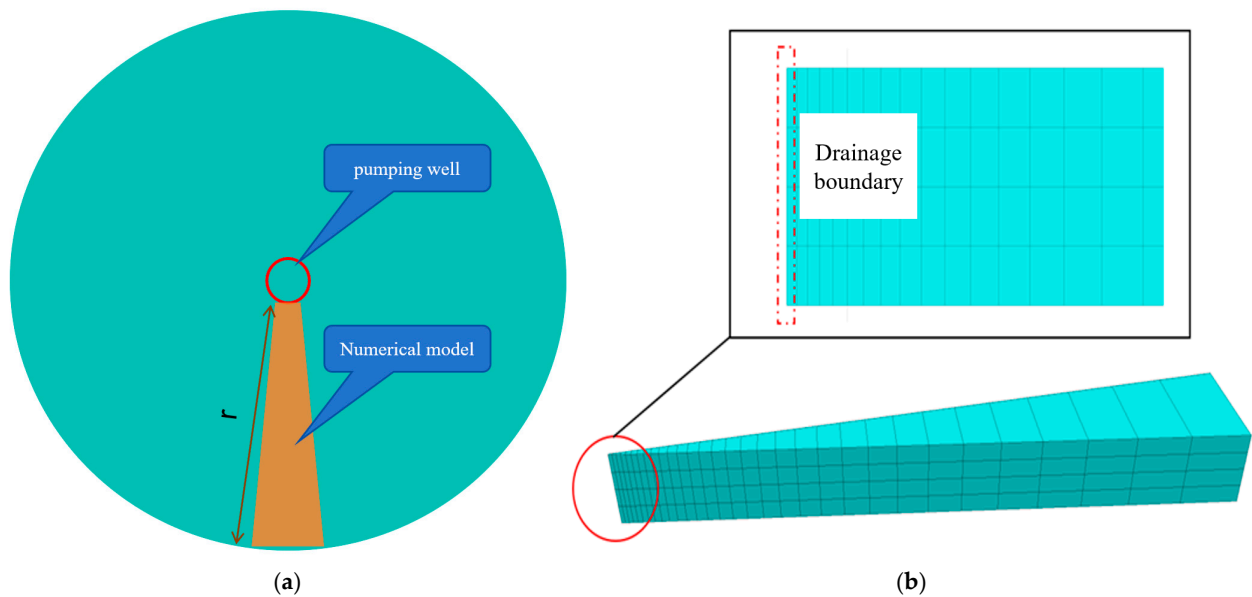 pumping well
Numerical model
r
(a)
Drainage
boundary
(b)